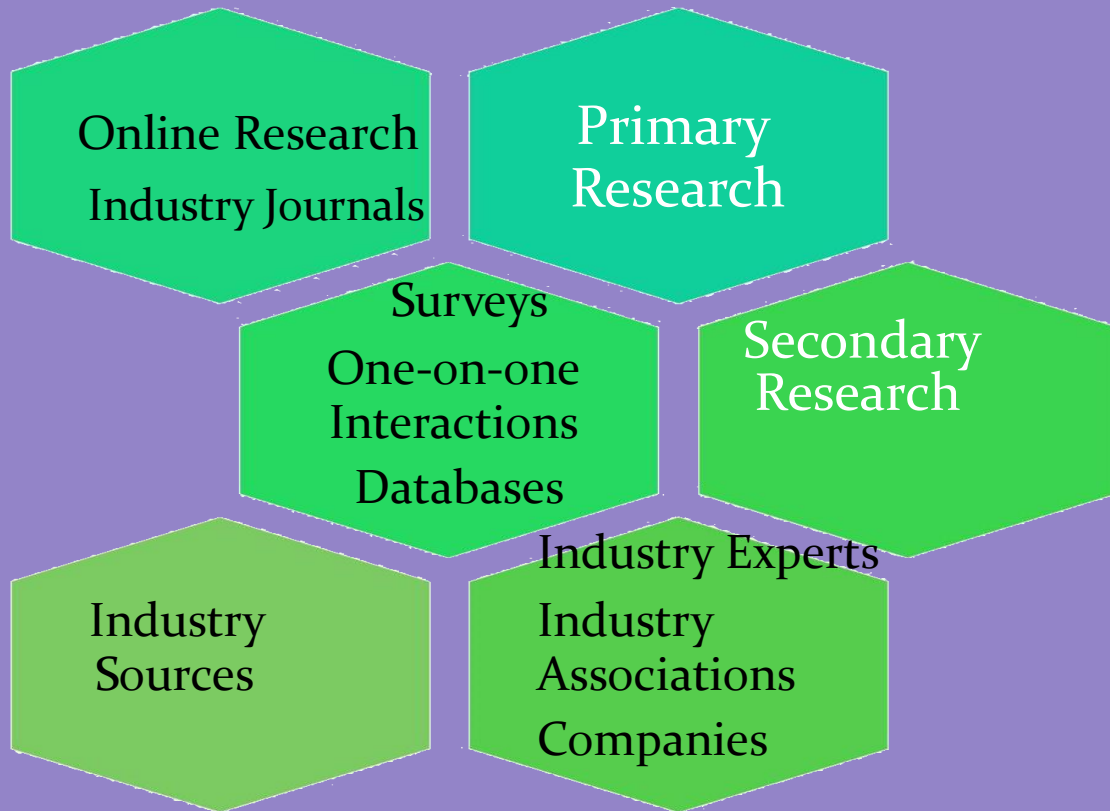 Online Research
Industry Journals
Primary
Research
Surveys
One-on-one
Interactions
Databases
Secondary
Research
Industry
Sources
Industry Experts
Industry
Associations
Companies